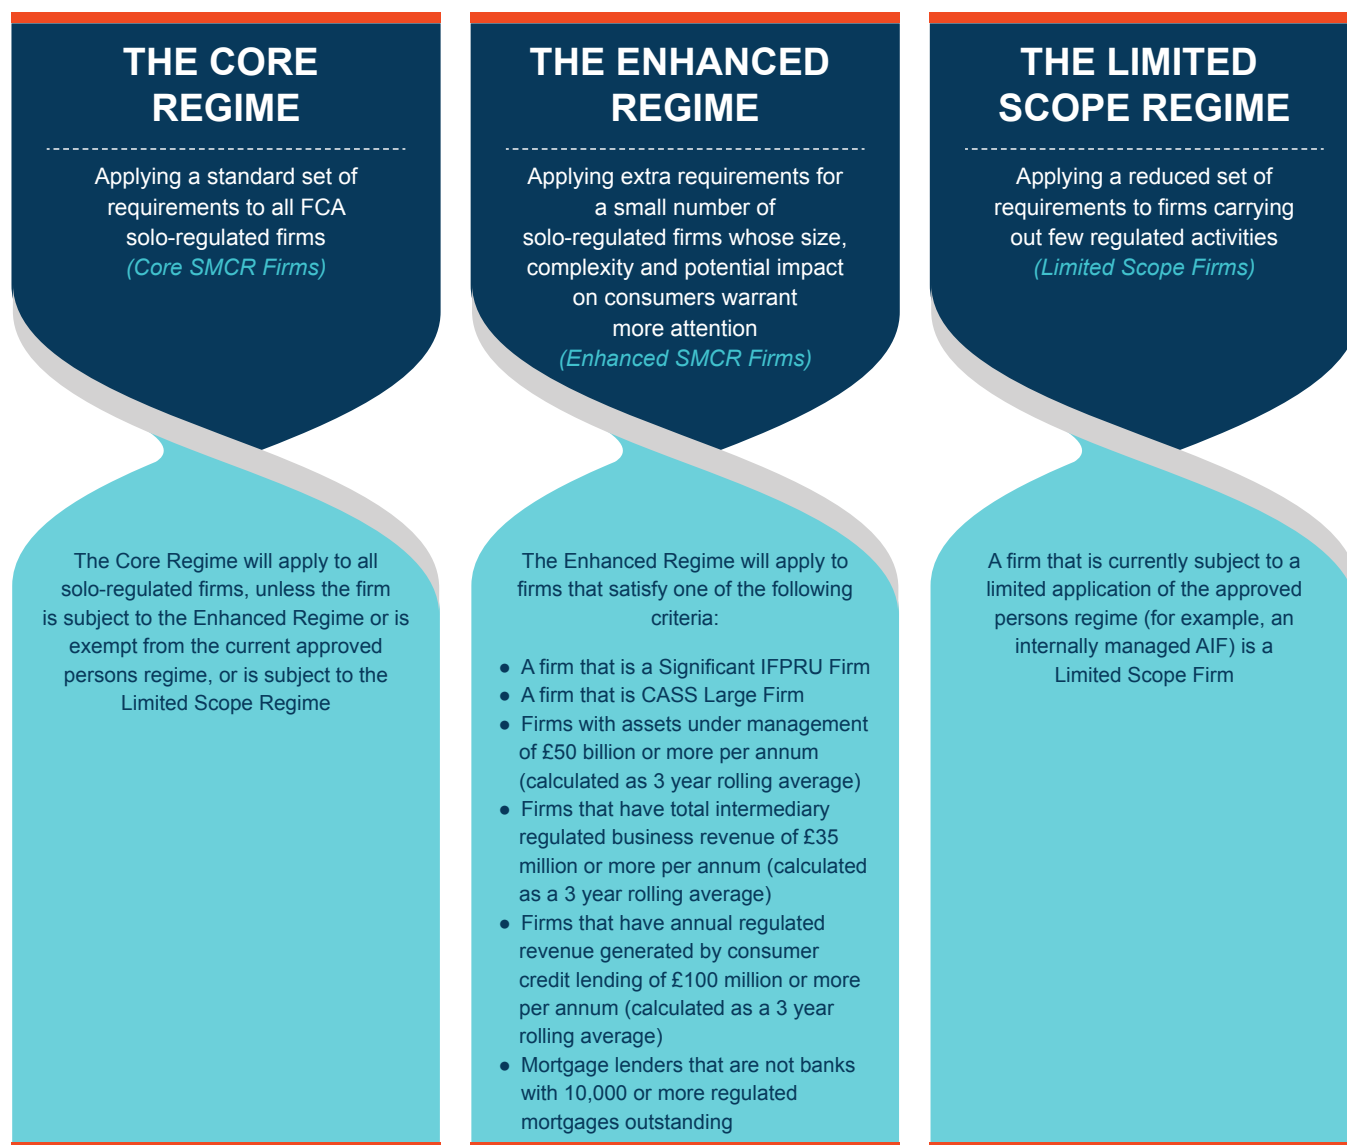 THE CORE
REGIME
Applying a standard set of
requirements to all FCA
solo-regulated firms
(Core SMCR Firms)
The Core Regime will apply to all
solo-regulated firms, unless the firm
is subject to the Enhanced Regime or is
exempt from the current approved
persons regime, or is subject to the
Limited Scope Regime
THE ENHANCED
REGIME
Applying extra requirements for
a small number of
solo-regulated firms whose size,
complexity and potential impact
on consumers warrant
more attention
(Enhanced SMCR Firms)
The Enhanced Regime will apply to
firms that satisfy one of the following
criteria:
● A firm that is a Significant IFPRU Firm
● A firm that is CASS Large Firm
● Firms with assets under management
of £50 billion or more per annum
(calculated as 3 year rolling average)
● Firms that have total intermediary
regulated business revenue of £35
million or more per annum (calculated
as a 3 year rolling average)
● Firms that have annual regulated
revenue generated by consumer
credit lending of £100 million or more
per annum (calculated as a 3 year
rolling average)
● Mortgage lenders that are not banks
with 10,000 or more regulated
mortgages outstanding
THE LIMITED
SCOPE REGIME
Applying a reduced set of
requirements to firms carrying
out few regulated activities
(Limited Scope Firms)
A firm that is currently subject to a
limited application of the approved
persons regime (for example, an
internally managed AIF) is a
Limited Scope Firm